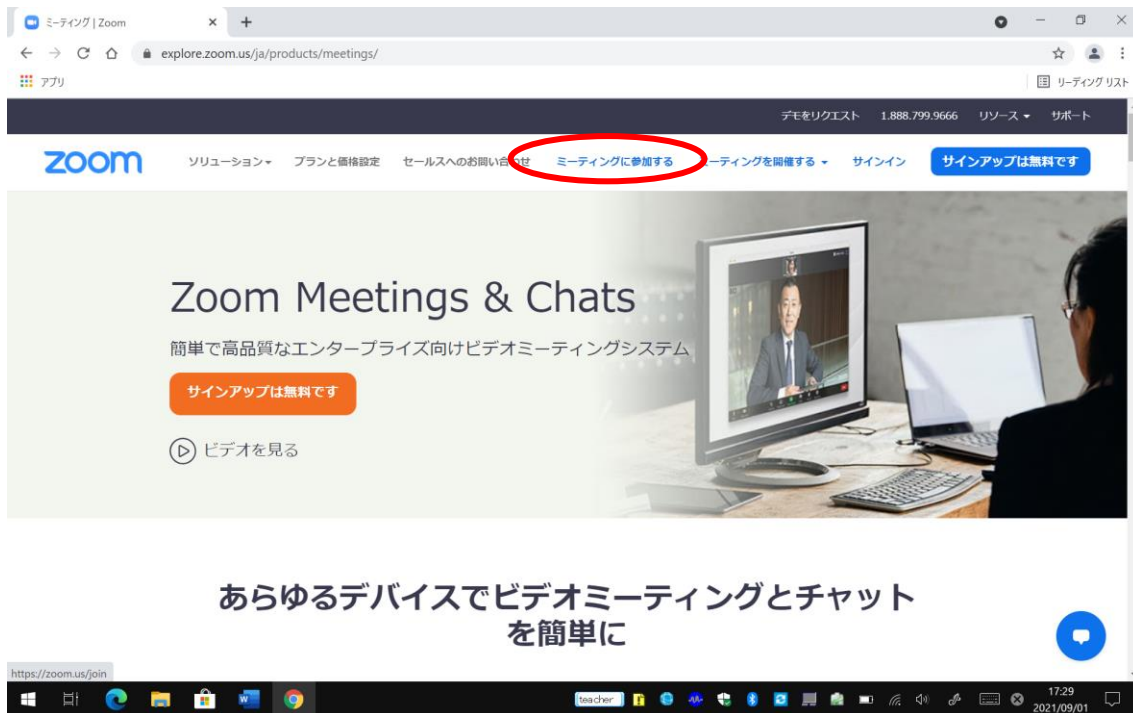 ミーティング | Zoom
explore.zoom.us/ja/products/meetings/
アプリ
リーディング リスト
デモをリクエスト 1.888.799.9666 リソース サポート
zoom ソリューション プランと価格設定 セールスへのお問い合わせ ミーティングに参加する ミーティングを開催する サインイン サインアップは無料です
Zoom Meetings & Chats
簡単で高品質なエンタープライズ向けビデオミーティングシステム
サインアップは無料です
ビデオを見る
あらゆるデバイスでビデオミーティングとチャット
を簡単に
https://zoom.us/join
teacher
17:29
2021/09/01